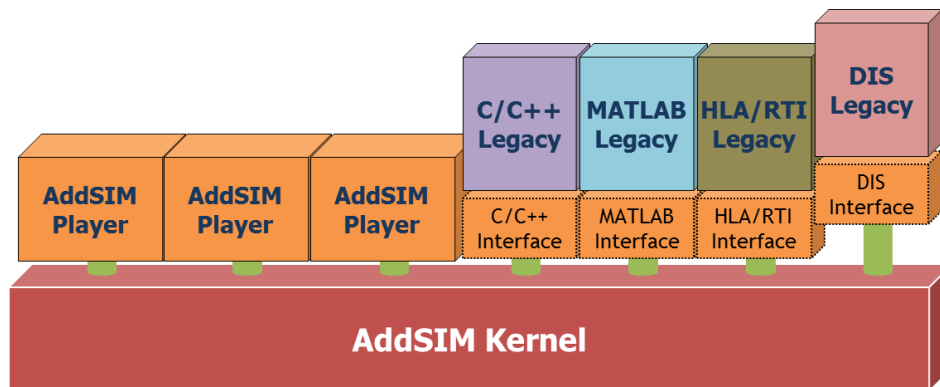 AddSIM
Player
AddSIM
Player
AddSIM
Player
C/C++
Legacy
MATLAB
Legacy
HLA/RTI
Legacy
DIS
Legacy
C/C++
Interface
MATLAB
Interface
HLA/RTI
Interface
DIS
Interface
AddSIM Kernel